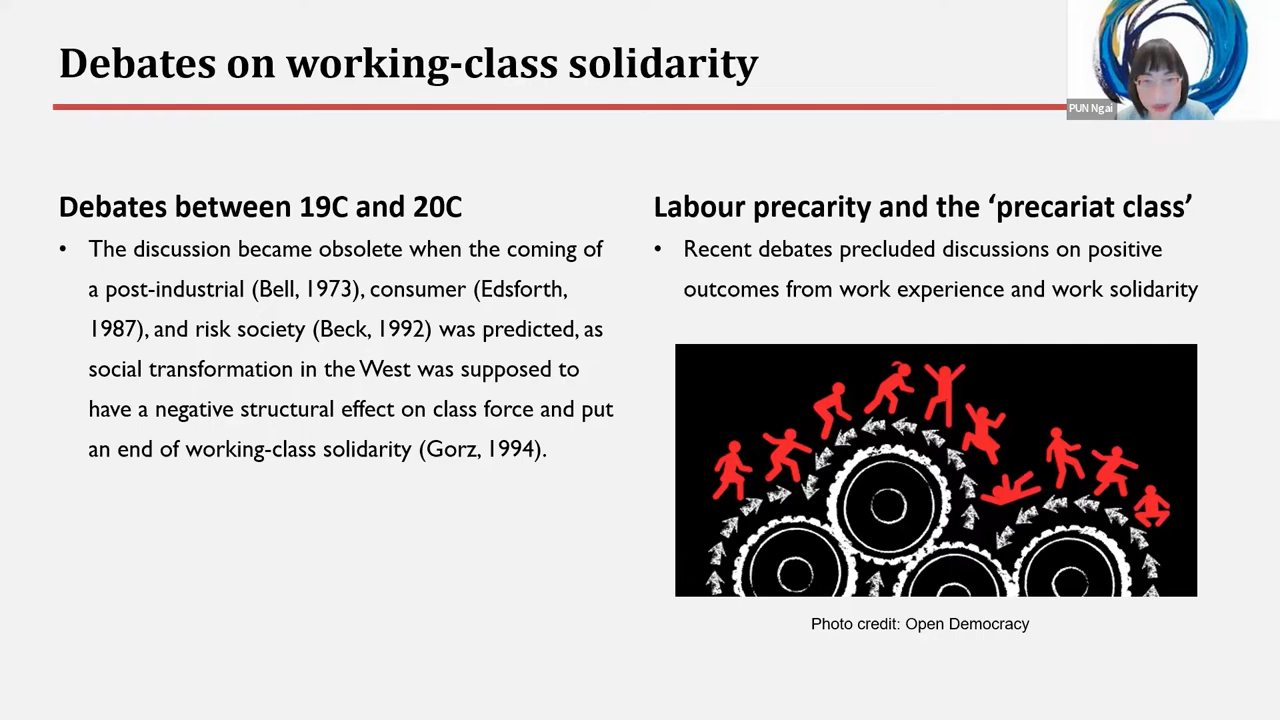 Debates on working-class solidarity
PUN Ngai
Debates between 19C and 20C
• The discussion became obsolete when the coming of
a post-industrial (Bell, 1973), consumer (Edsforth,
1987), and risk society (Beck, 1992) was predicted, as
social transformation in the West was supposed to
have a negative structural effect on class force and put
an end of working-class solidarity (Gorz, 1994).
Labour precarity and the ‘precariat class’
• Recent debates precluded discussions on positive
outcomes from work experience and work solidarity
Photo credit: Open Democracy